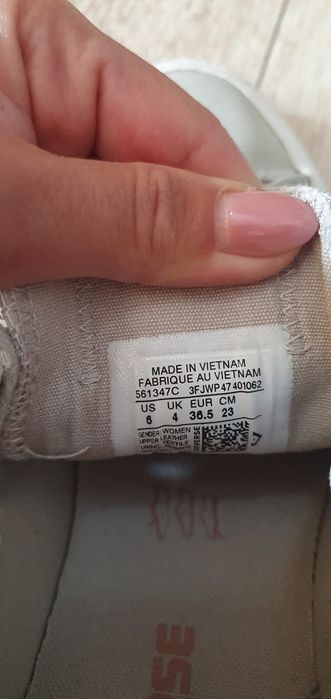 MADE IN VIETNAM
FABRIQUE AU VIETNAM
561347C 3FJWP47401062
US UK EUR CM
6 4 36.5 23
GENDER: WOMEN
UPPER: LEATHER
TEXTILE